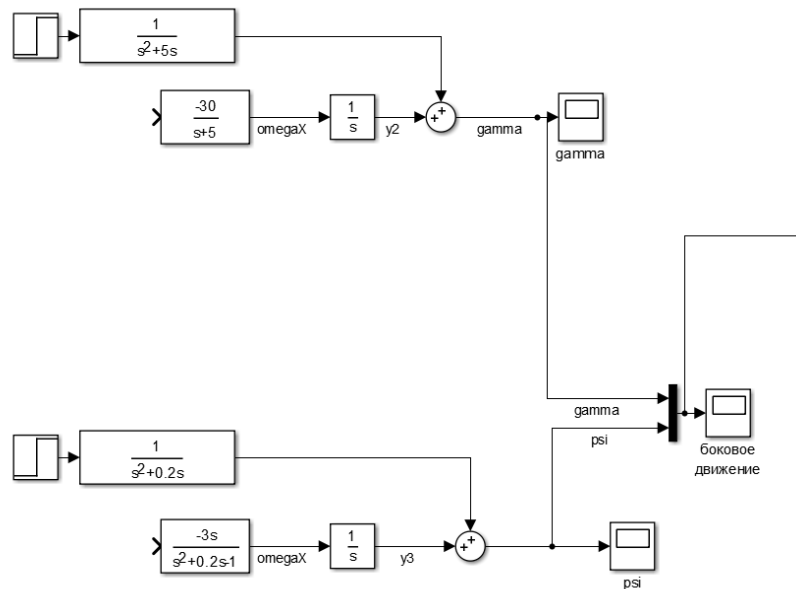 1
s²+5s
-30
s+5
omegaX
1
s
y2
++
gamma
gamma
gamma
psi
боковое
движение
1
s²+0.2s
-3s
s²+0.2s-1
omegaX
1
s
y3
++
psi